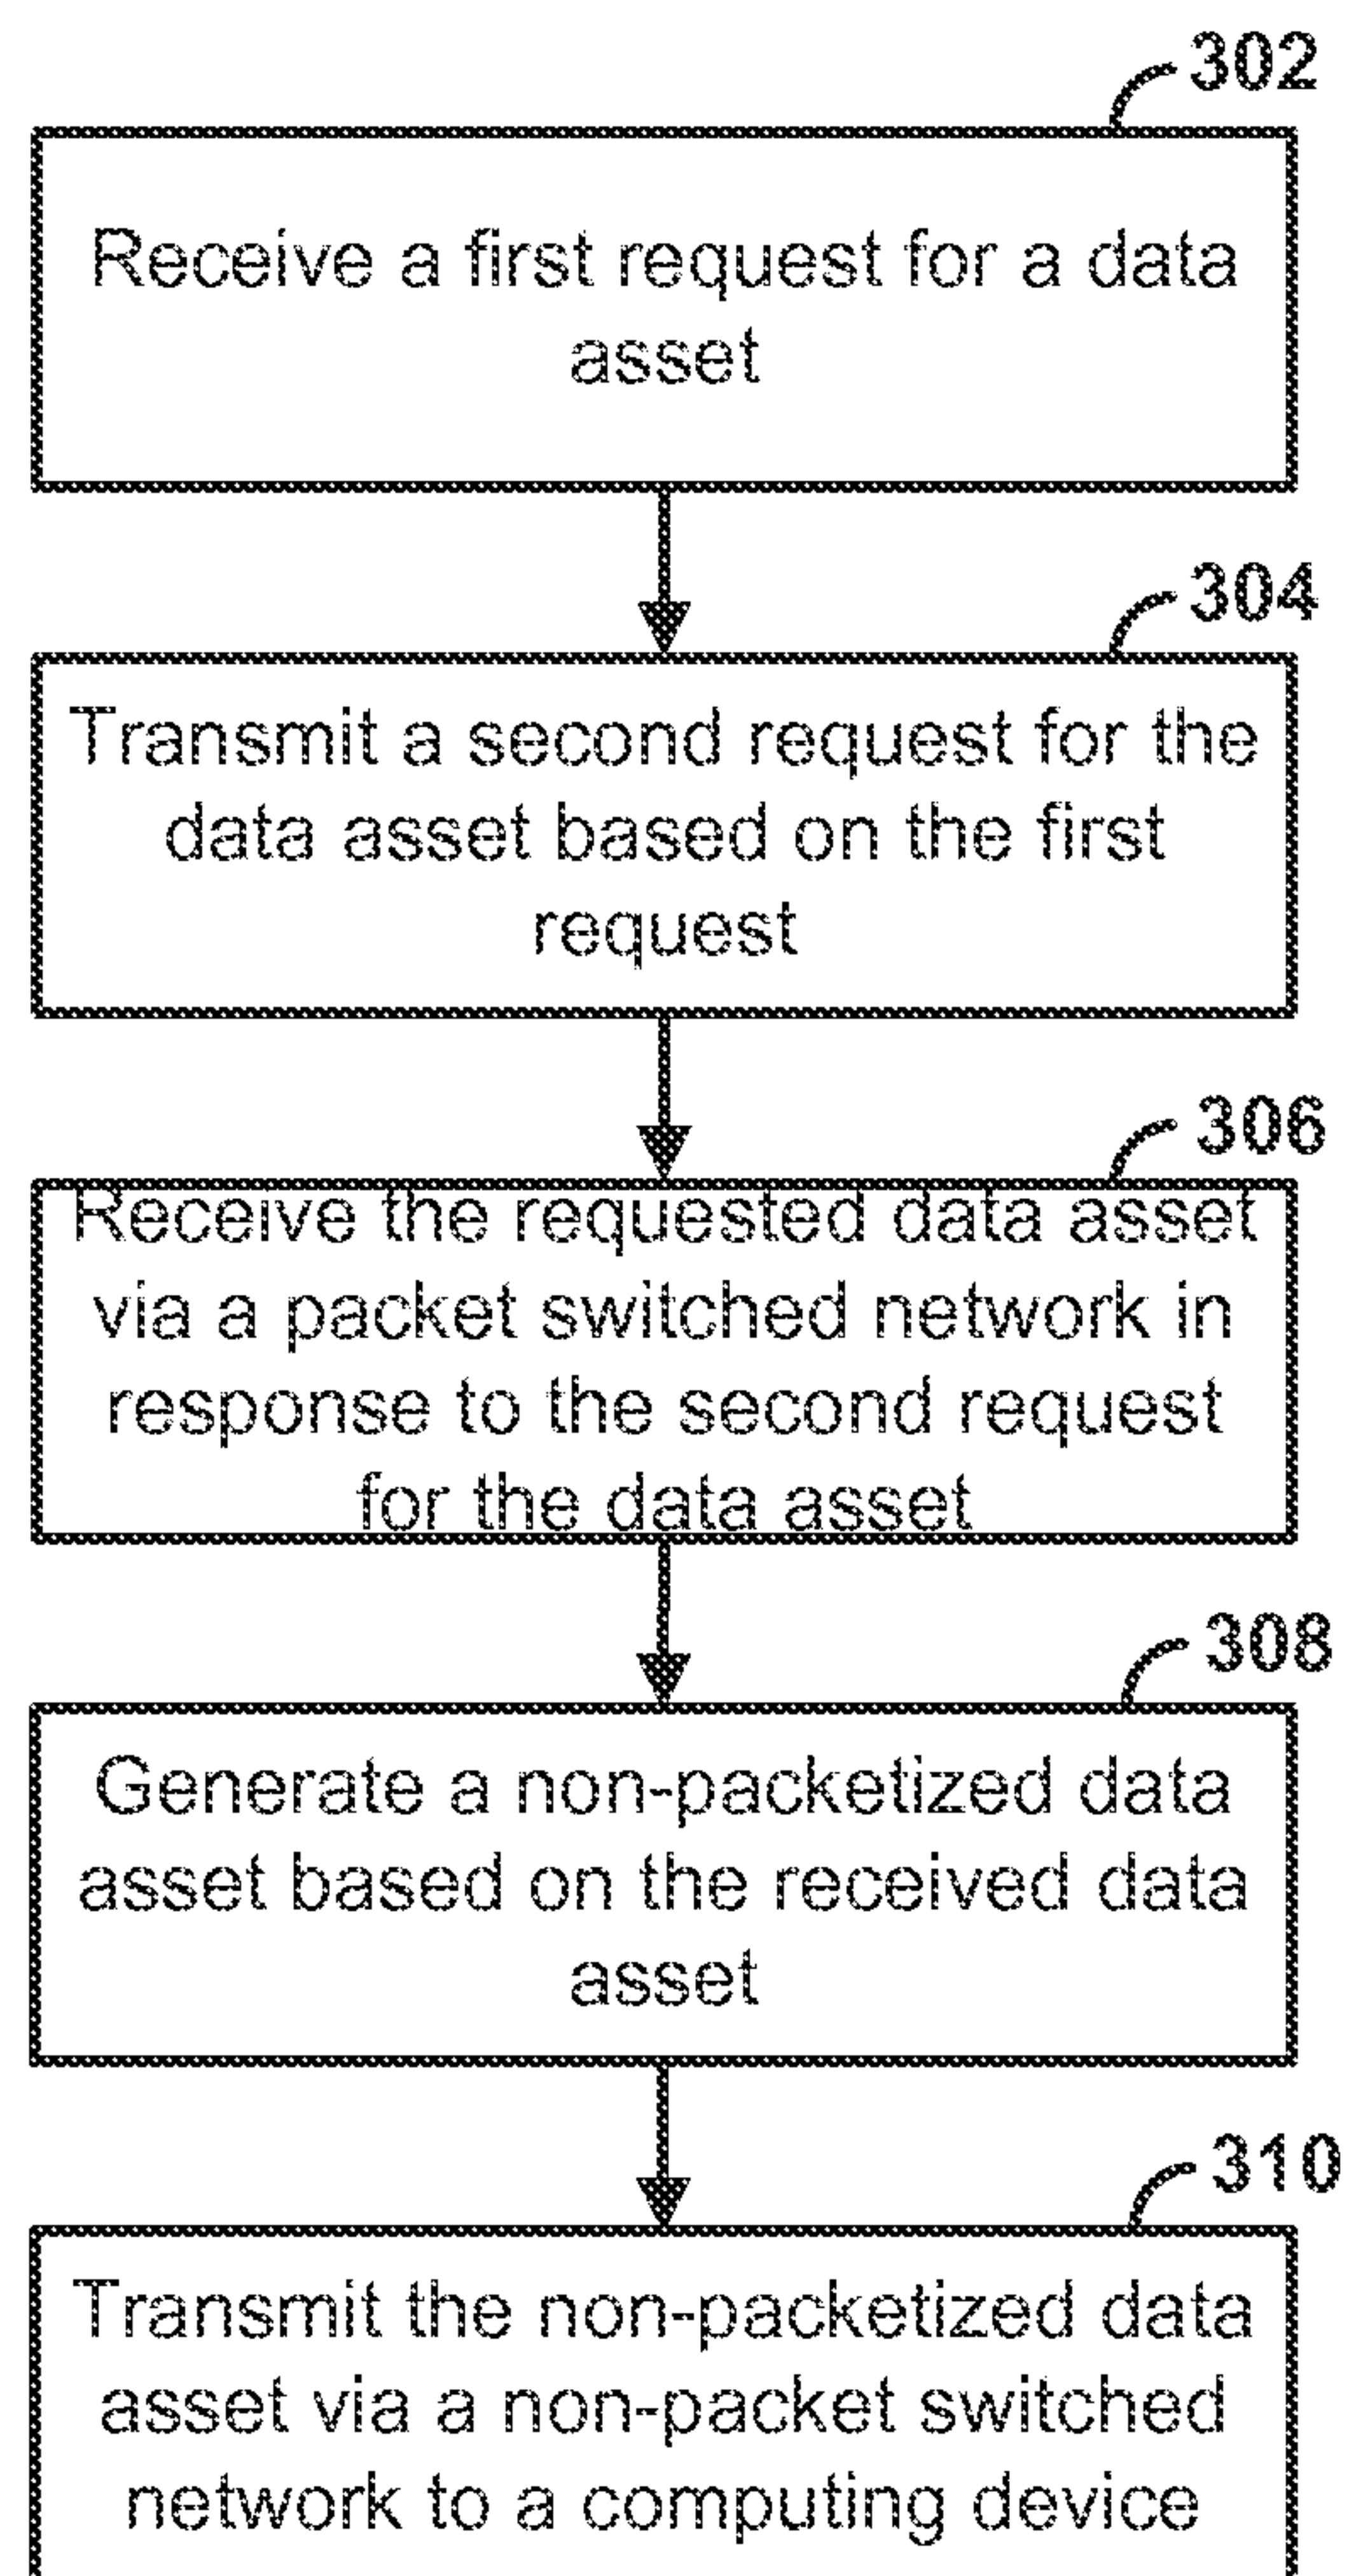 302
Receive a first request for a data
asset
304
Transmit a second request for the
data asset based on the first
request
306
Receive the requested data asset
via a packet switched network in
response to the second request
for the data asset
308
Generate a non-packetized data
asset based on the received data
asset
310
Transmit the non-packetized data
asset via a non-packet switched
network to a computing device